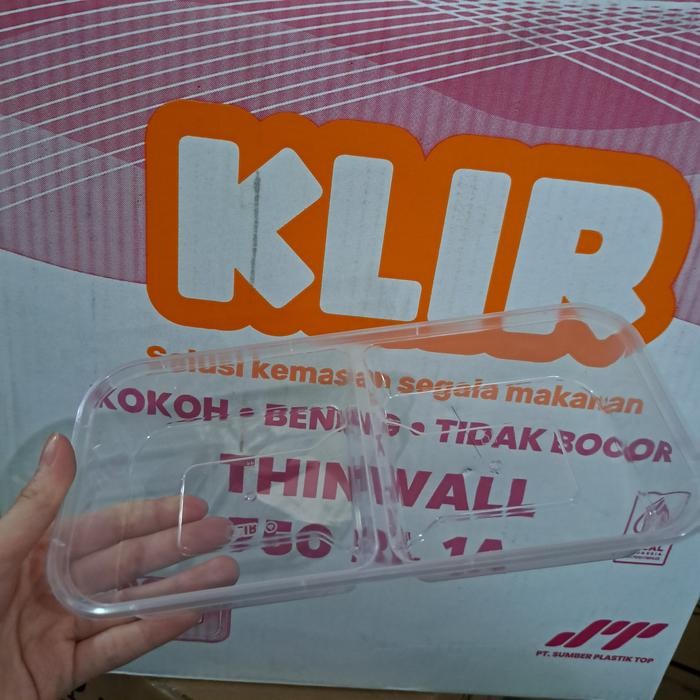 KLIR
Solusi kemasan segala makanan
KOKOH • BENING • TIDAK BOCOR
THINWALL
PT. SUMBER PLASTIK TOP